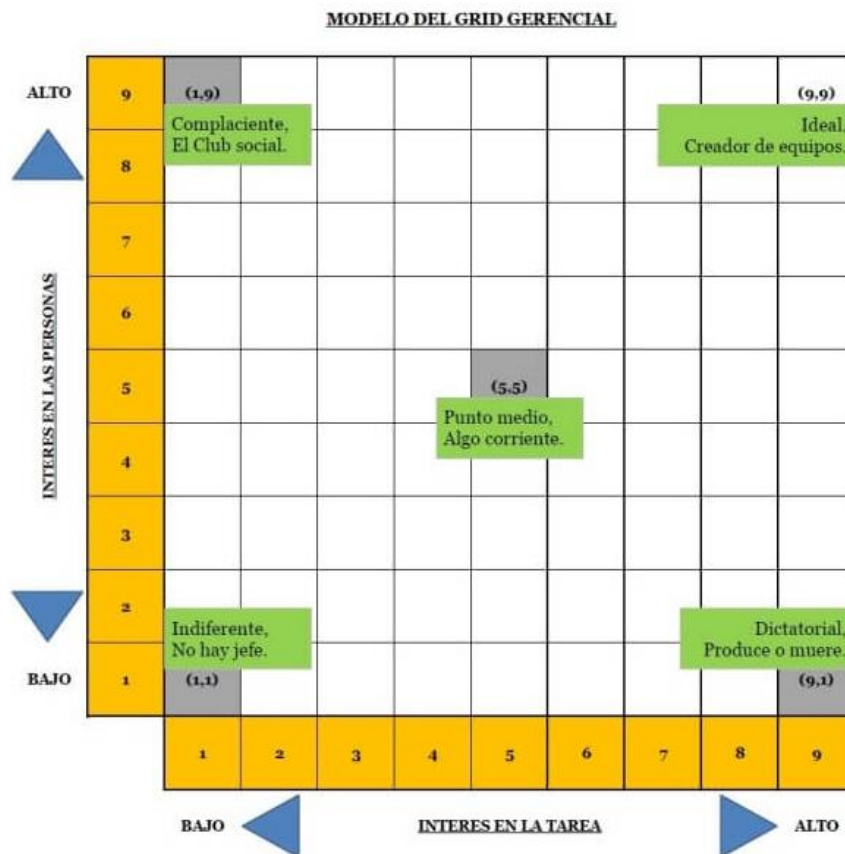 MODELO DEL GRID GERENCIAL
ALTO
9
(1,9)
(9,9)
Complaciente,
El Club social.
Ideal,
Creador de equipos.
8
7
6
INTERES EN LAS PERSONAS
5
(5,5)
Punto medio,
Algo corriente.
4
3
2
Indiferente,
No hay jefe.
Dictatorial,
Produce o muere.
BAJO
1
(1,1)
(9,1)
1 2 3 4 5 6 7 8 9
BAJO
INTERES EN LA TAREA
ALTO